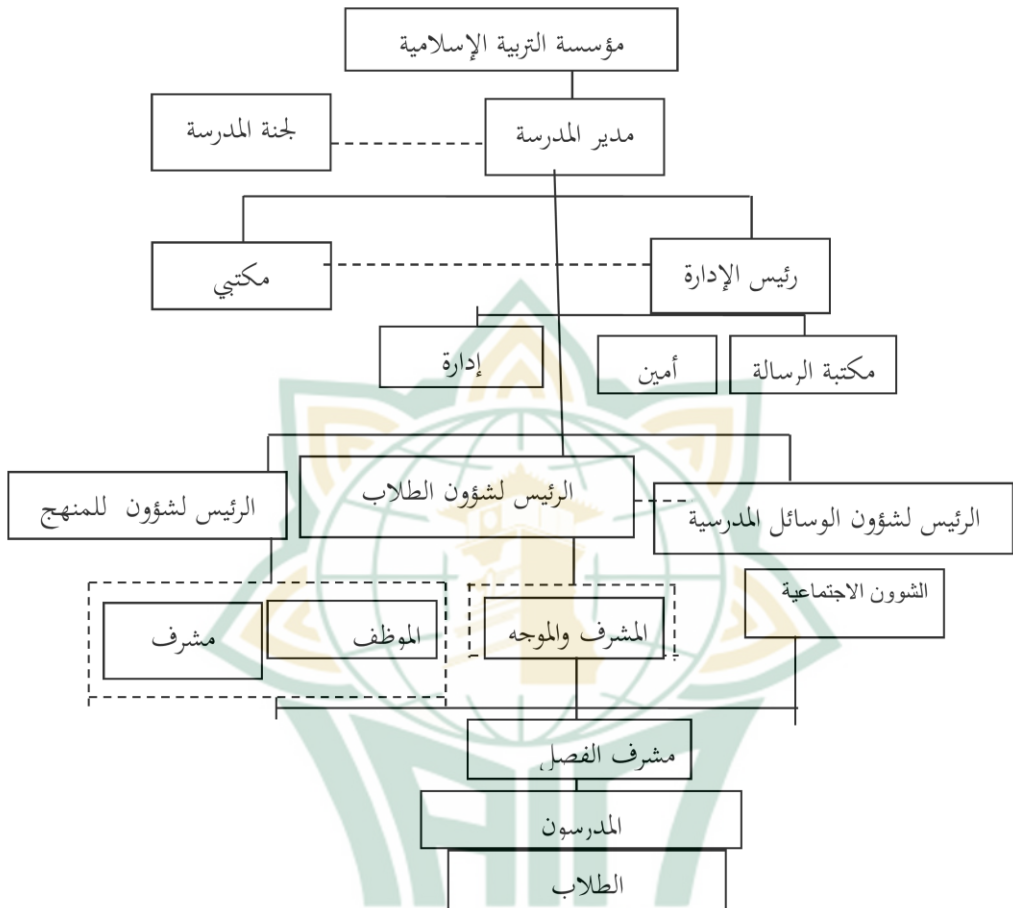 مؤسسة التربية الإسلامية
مدير المدرسة
لجنة المدرسة
رئيس الإدارة
مكتبي
مكتبة الرسالة
أمين
إدارة
الرئيس لشؤون الوسائل المدرسية
الرئيس لشؤون الطلاب
الرئيس لشؤون للمنهج
الشوون الاجتماعية
المشرف والموجه
الموظف
مشرف
مشرف الفصل
المدرسون
الطلاب